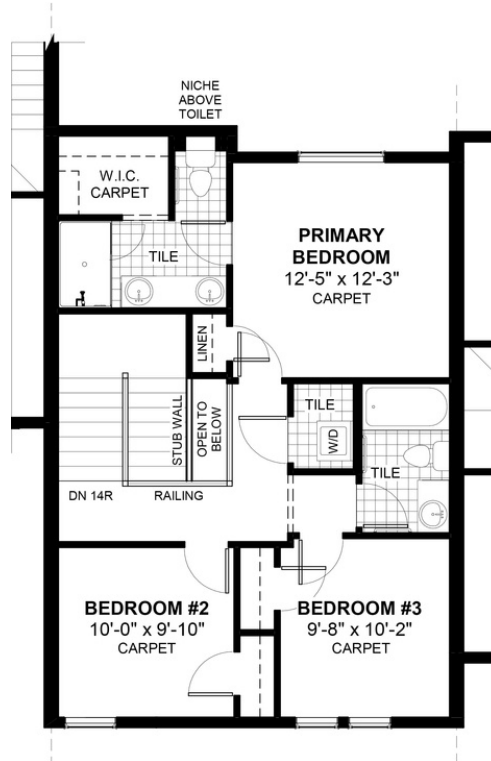 NICHE
ABOVE
TOILET
W.I.C.
CARPET
TILE
PRIMARY
BEDROOM
12'-5" x 12'-3"
CARPET
LINEN
STUB WALL
OPEN TO
BELOW
TILE
W/D
TILE
DN 14R
RAILING
BEDROOM #2
10'-0" x 9'-10"
CARPET
BEDROOM #3
9'-8" x 10'-2"
CARPET